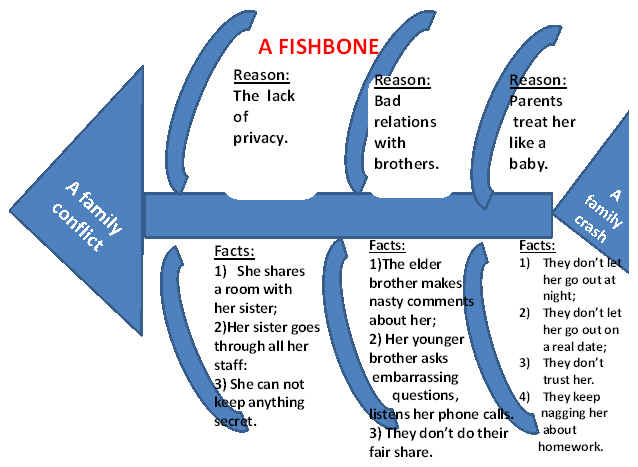 A FISHBONE
A family
conflict
Reason:
The lack
of
privacy.
Reason:
Bad
relations
with
brothers.
Reason:
Parents
treat her
like a
baby.
A
family
crash
Facts:
1) She shares
a room with
her sister;
2)Her sister goes
through all her
staff:
3) She can not
keep anything
secret.
Facts:
1)The elder
brother makes
nasty comments
about her;
2) Her younger
brother asks
embarrassing
questions,
listens her phone calls.
3) They don't do their
fair share.
Facts:
1) They don't let
her go out at
night;
2) They don't let
her go out on
a real date;
3) They don't
trust her.
4) They keep
nagging her
about
homework.